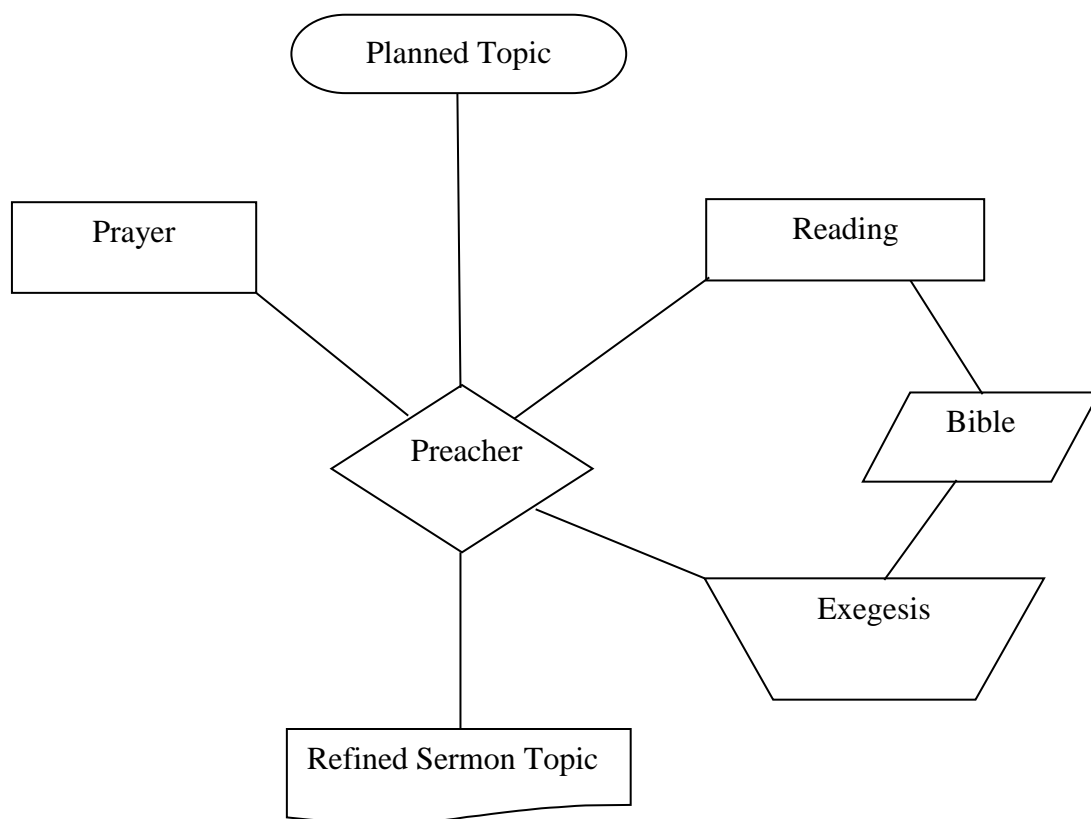 Planned Topic
Prayer
Reading
Preacher
Bible
Exegesis
Refined Sermon Topic